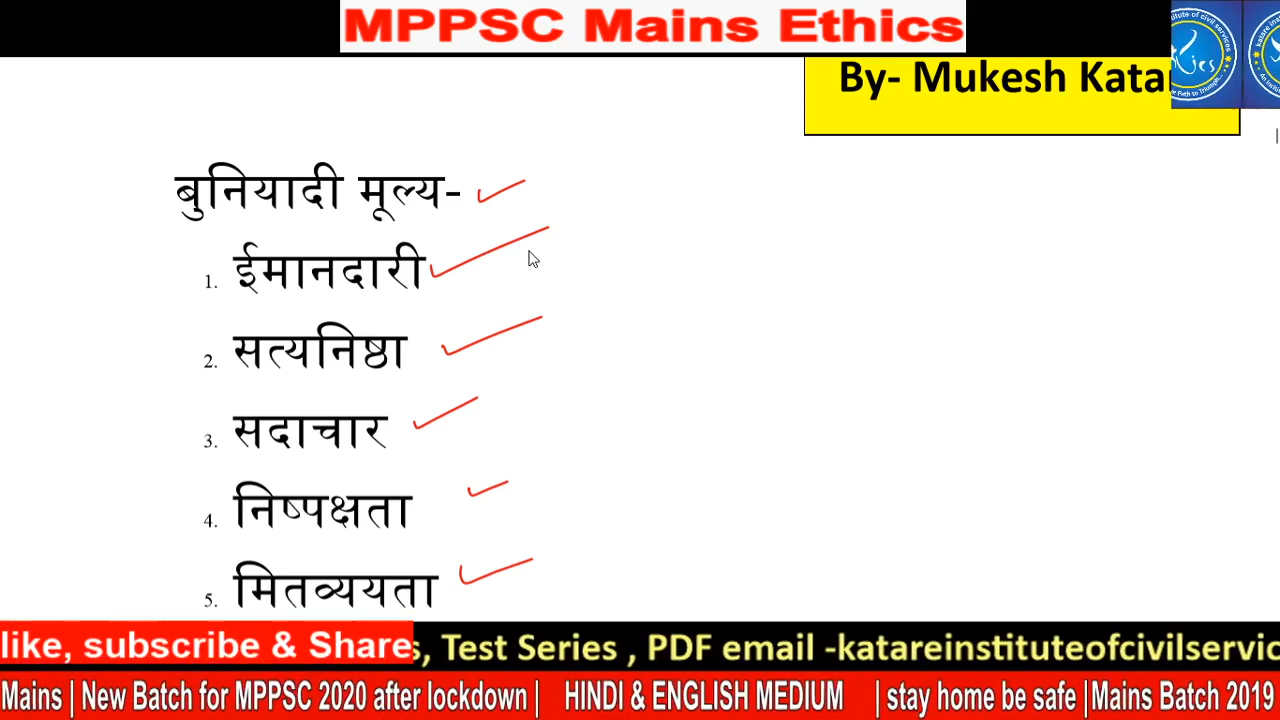 MPPSC Mains Ethics
By- Mukesh
बुनियादी मूल्य-
1. ईमानदारी
2. सत्यनिष्ठा
3. सदाचार
4. निष्पक्षता
5. मितव्ययता
like, subscribe & Share
, Test Series , PDF email -katareinstituteofcivilservic
Mains | New Batch for MPPSC 2020 after lockdown | HINDI & ENGLISH MEDIUM | stay home be safe |Mains Batch 2019